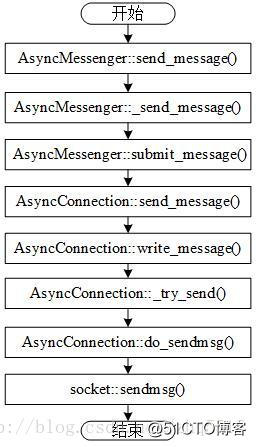 开始
AsyncMessenger::send_message()
AsyncMessenger::_send_message()
AsyncMessenger::submit_message()
AsyncConnection::send_message()
AsyncConnection::write_message()
AsyncConnection::_try_send()
AsyncConnection::do_sendmsg()
socket::sendmsg()
结束
@51CTO博客